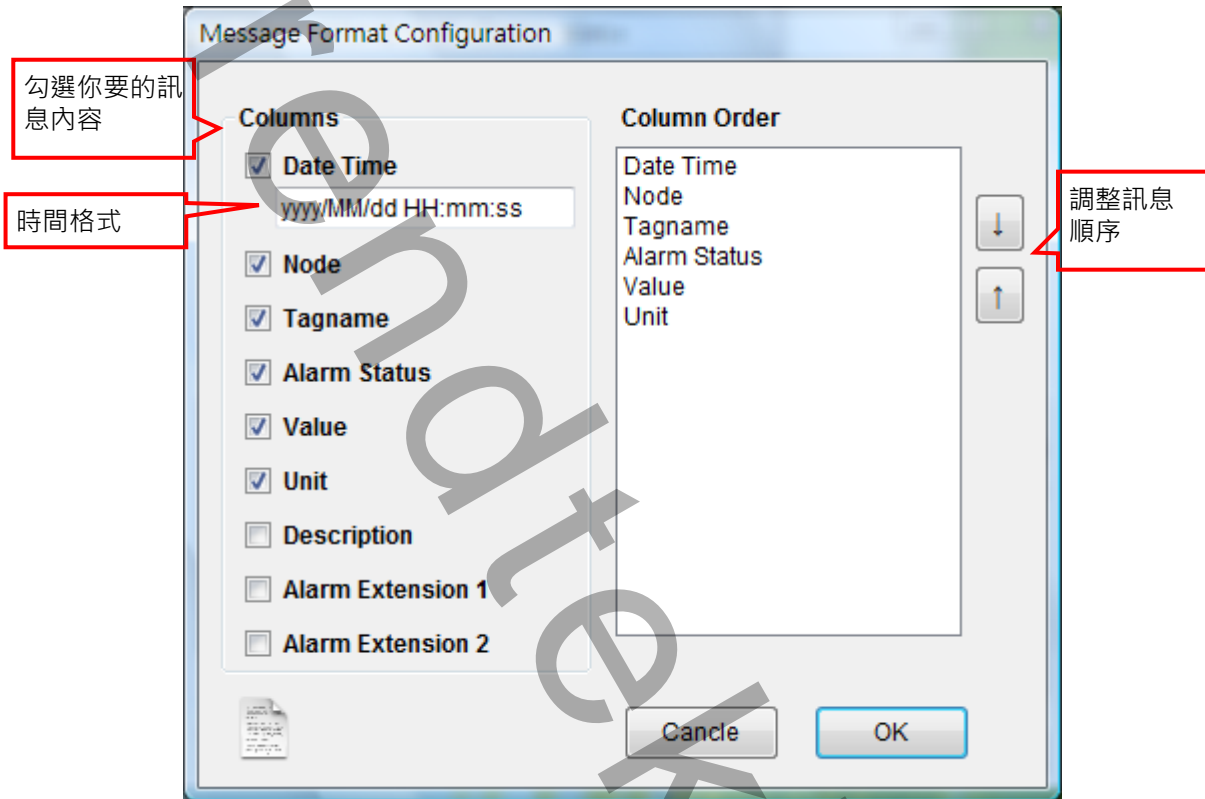 Message Format Configuration
勾選你要的訊
息內容
Columns
Date Time
時間格式
yyyy/MM/dd HH:mm:ss
Node
Tagname
Alarm Status
Value
Unit
Description
Alarm Extension 1
Alarm Extension 2
Column Order
Date Time
Node
Tagname
Alarm Status
Value
Unit
↓
↑
調整訊息
順序
Cancle
OK
rendtek